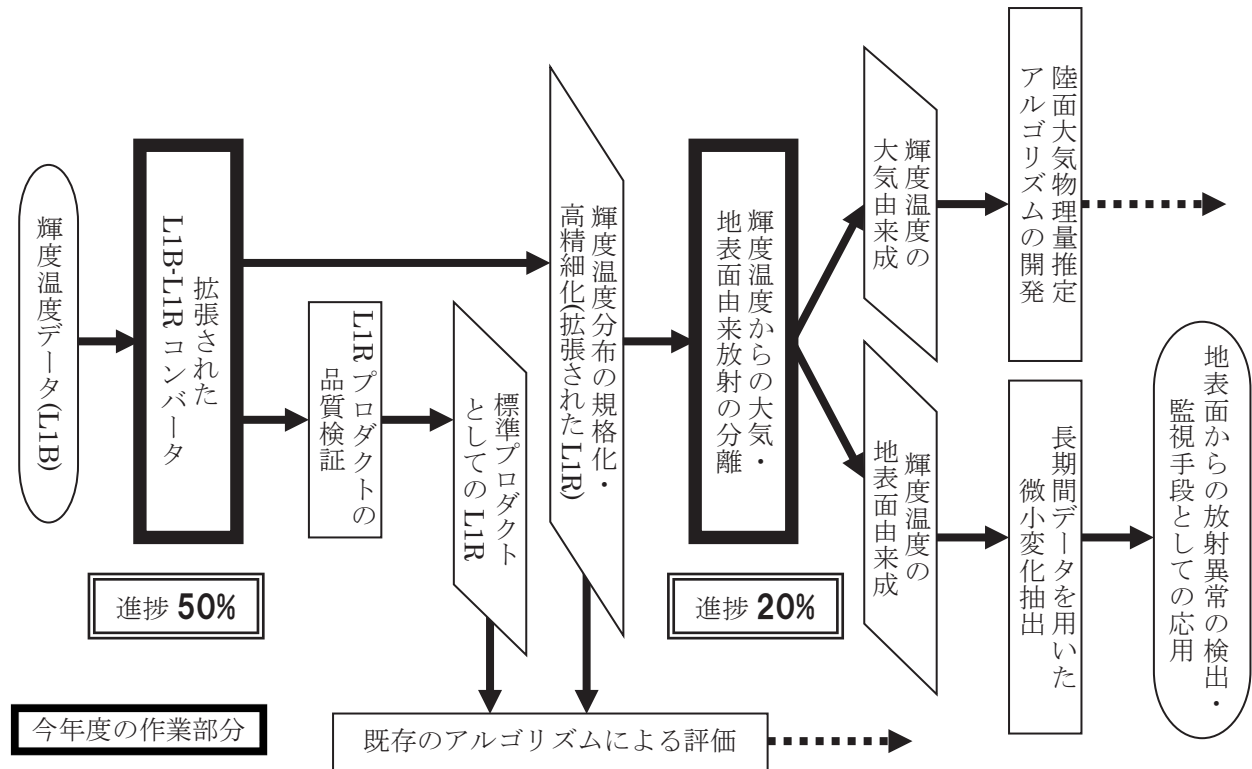 輝度温度データ(L1B)
拡張された
L1B-L1R コンバータ
進捗 50%
L1R プロダクトの
品質検証
標準プロダクト
としての L1R
輝度温度分布の規格化・
高精細化(拡張された L1R)
輝度温度からの大気・
地表面由来放射の分離
進捗 20%
輝度温度の
大気由来成
陸面大気物理量推定
アルゴリズムの開発
輝度温度の
地表面由来成
長期間データを用いた
微小変化抽出
地表面からの放射異常の検出・
監視手段としての応用
今年度の作業部分
既存のアルゴリズムによる評価